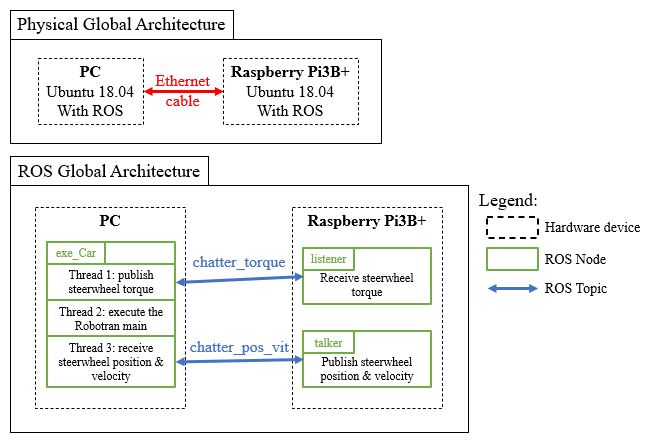 Physical Global Architecture
PC
Ubuntu 18.04
With ROS
Ethernet
cable
Raspberry Pi3B+
Ubuntu 18.04
With ROS
ROS Global Architecture
PC
exe_Car
Thread 1: publish
steerwheel torque
Thread 2: execute the
Robotran main
Thread 3: receive
steerwheel position &
velocity
chatter_torque
chatter_pos_vit
Raspberry Pi3B+
listener
Receive steerwheel
torque
talker
Publish steerwheel
position & velocity
Legend:
Hardware device
ROS Node
ROS Topic